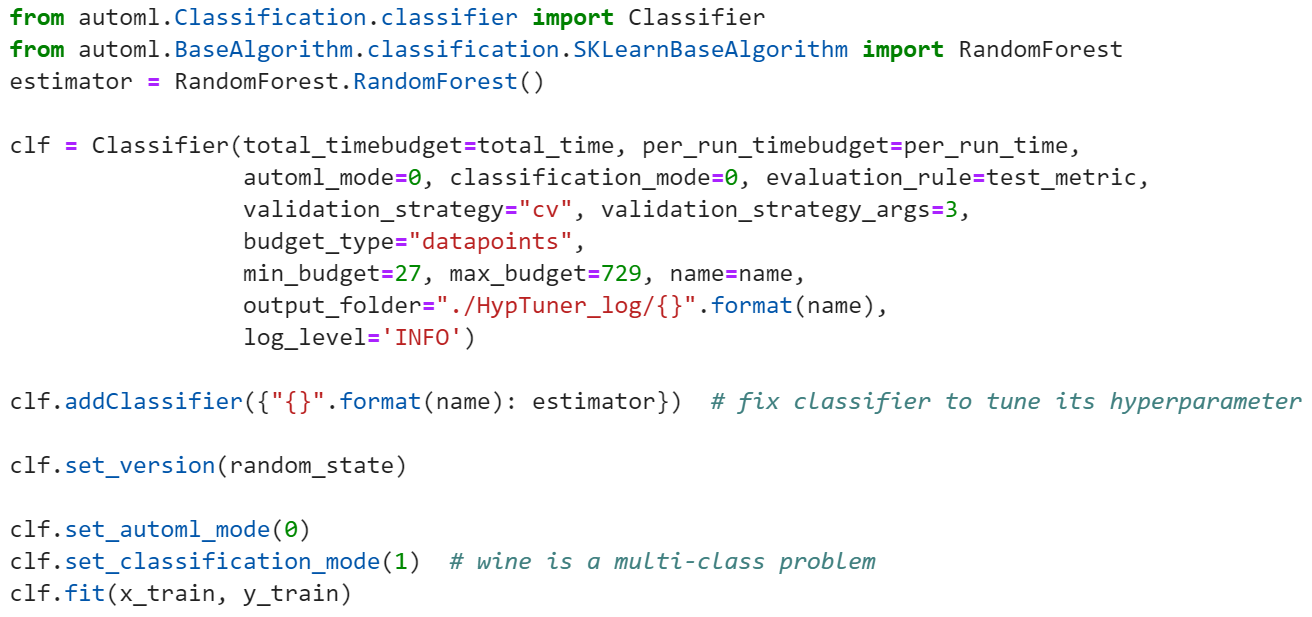 from automl.Classification.classifier import Classifier
from automl.BaseAlgorithm.classification.SKLearnBaseAlgorithm import RandomForest
estimator = RandomForest.RandomForest()

clf = Classifier(total_timebudget=total_time, per_run_timebudget=per_run_time,
                 automl_mode=0, classification_mode=0, evaluation_rule=test_metric,
                 validation_strategy="cv", validation_strategy_args=3,
                 budget_type="datapoints",
                 min_budget=27, max_budget=729, name=name,
                 output_folder="./HypTuner_log/{}".format(name),
                 log_level='INFO')

clf.addClassifier({"{}".format(name): estimator})  # fix classifier to tune its hyperparameter

clf.set_version(random_state)

clf.set_automl_mode(0)
clf.set_classification_mode(1)  # wine is a multi-class problem
clf.fit(x_train, y_train)